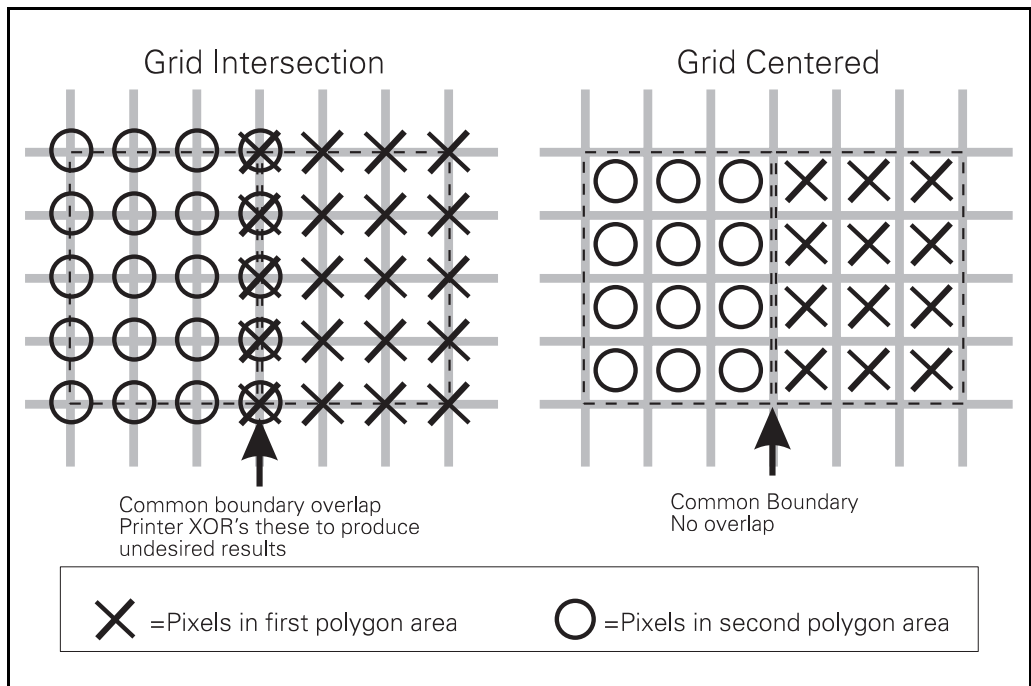 Grid Intersection
Grid Centered
Common boundary overlap
Printer XOR's these to produce
undesired results
Common Boundary
No overlap
=Pixels in first polygon area
=Pixels in second polygon area